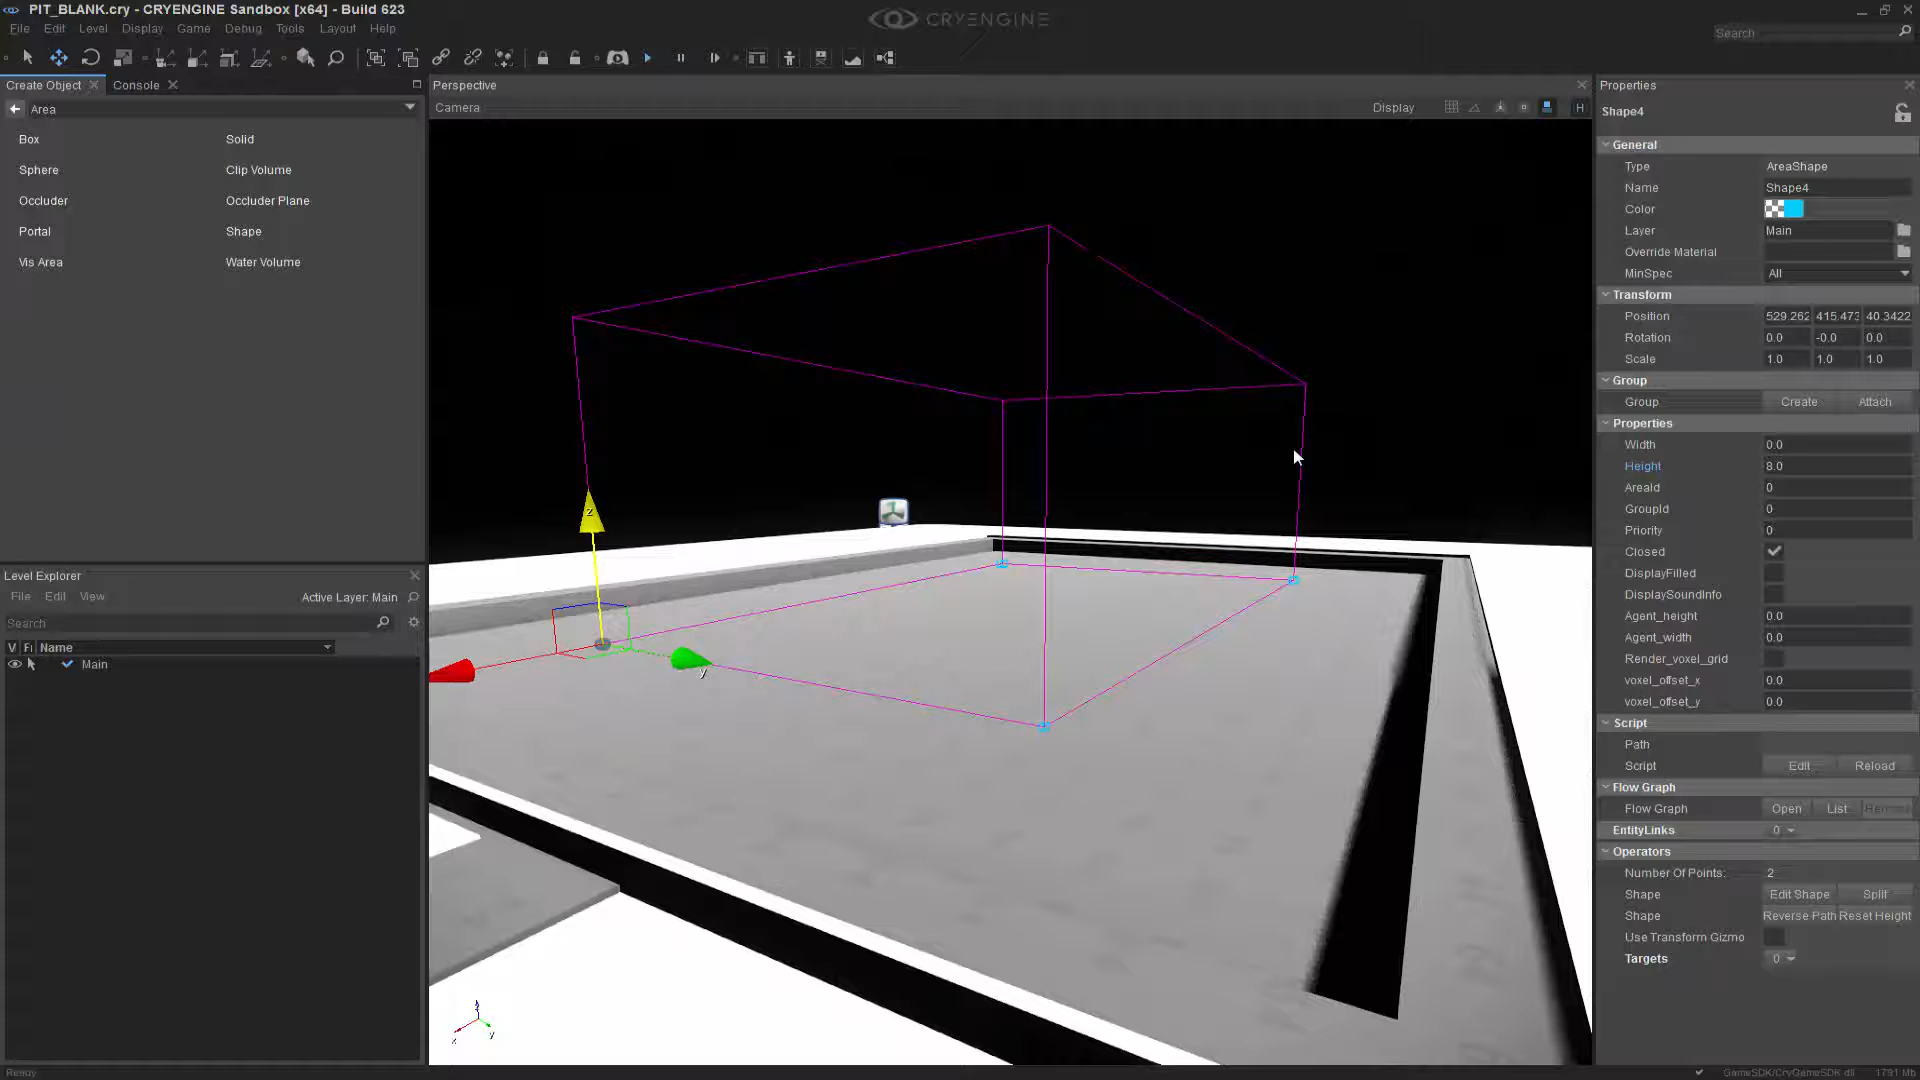 PIT_BLANK.cry - CRYENGINE Sandbox [x64] - Build 623
CRYENGINE
File Edit Level Display Game Debug Tools Layout Help
Search
Create Object Console
Area
Box Solid
Sphere Clip Volume
Occluder Occluder Plane
Portal Shape
Vis Area Water Volume
Level Explorer
File Edit View Active Layer: Main
Search
V Name
Main
Perspective
Camera Display H
z
y
z
x y
Properties
Shape4
General
Type AreaShape
Name Shape4
Color
Layer Main
Override Material
MinSpec All
Transform
Position 529.262 415.473 40.3422
Rotation 0.0 -0.0 0.0
Scale 1.0 1.0 1.0
Group
Group Create Attach
Properties
Width 0.0
Height 8.0
AreaId 0
GroupId 0
Priority 0
Closed
DisplayFilled
DisplaySoundInfo
Agent_height 0.0
Agent_width 0.0
Render_voxel_grid
voxel_offset_x 0.0
voxel_offset_y 0.0
Script
Path
Script Edit Reload
Flow Graph
Flow Graph Open List
EntityLinks 0
Operators
Number Of Points: 2
Shape Edit Shape Split
Shape Reverse Path Reset Height
Use Transform Gizmo
Targets 0
Ready
GameSDK/CryGameSDK.dll 1791 Mb